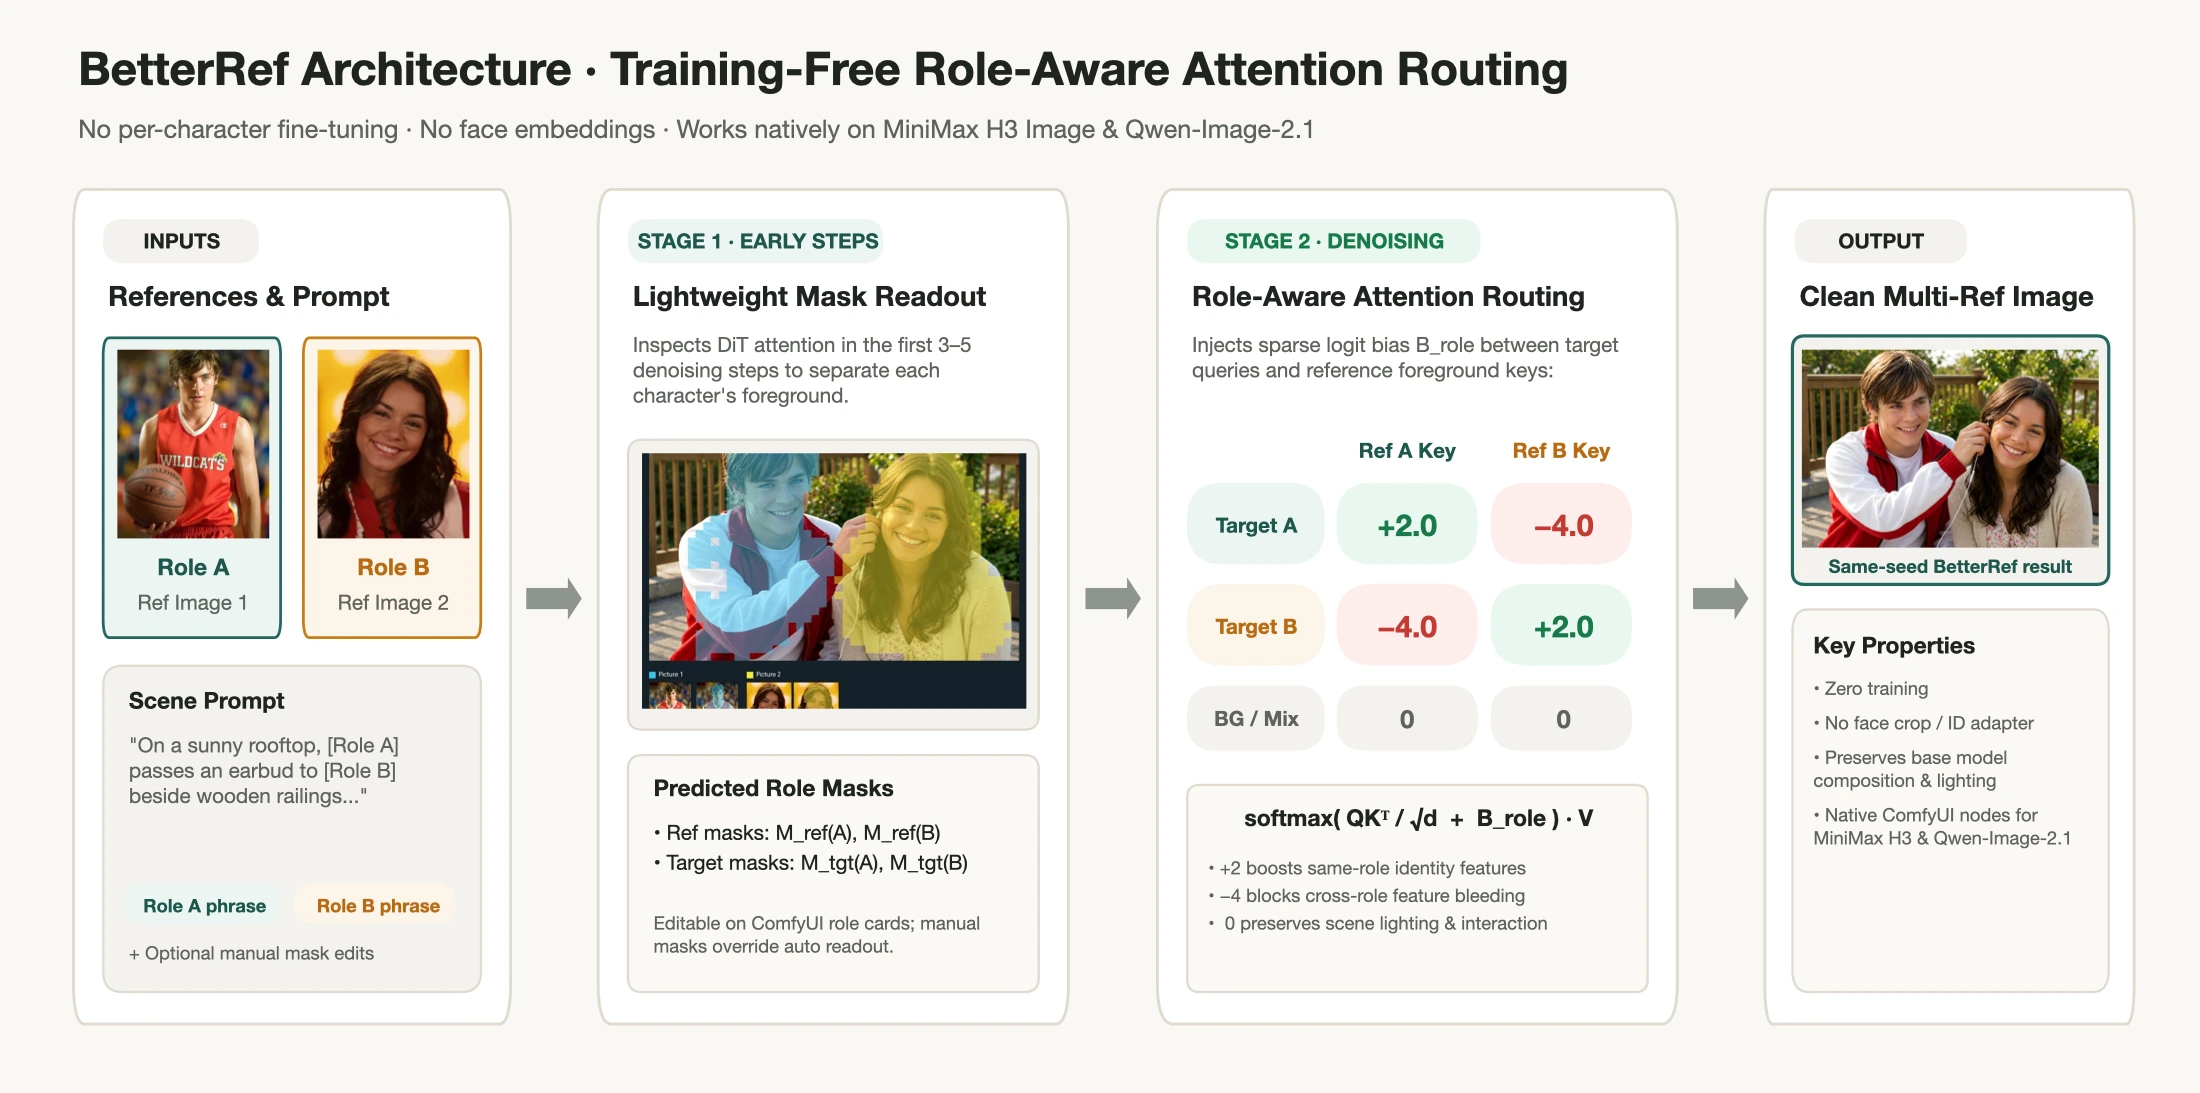 BetterRef Architecture · Training-Free Role-Aware Attention Routing
No per-character fine-tuning · No face embeddings · Works natively on MiniMax H3 Image & Qwen-Image-2.1
INPUTS
References & Prompt
WILDCATS
SPALDING
TF 500
Role A
Ref Image 1
Role B
Ref Image 2
Scene Prompt
"On a sunny rooftop, [Role A]
passes an earbud to [Role B]
beside wooden railings..."
Role A phrase
Role B phrase
+ Optional manual mask edits
STAGE 1 · EARLY STEPS
Lightweight Mask Readout
Inspects DiT attention in the first 3–5
denoising steps to separate each
character's foreground.
Picture 1
Picture 2
Predicted Role Masks
• Ref masks: M_ref(A), M_ref(B)
• Target masks: M_tgt(A), M_tgt(B)
Editable on ComfyUI role cards; manual
masks override auto readout.
STAGE 2 · DENOISING
Role-Aware Attention Routing
Injects sparse logit bias B_role between target
queries and reference foreground keys:
Ref A Key Ref B Key
Target A +2.0 −4.0
Target B −4.0 +2.0
BG / Mix 0 0
softmax( QKᵀ / √d + B_role ) · V
• +2 boosts same-role identity features
• −4 blocks cross-role feature bleeding
• 0 preserves scene lighting & interaction
OUTPUT
Clean Multi-Ref Image
Same-seed BetterRef result
Key Properties
• Zero training
• No face crop / ID adapter
• Preserves base model
composition & lighting
• Native ComfyUI nodes for
MiniMax H3 & Qwen-Image-2.1